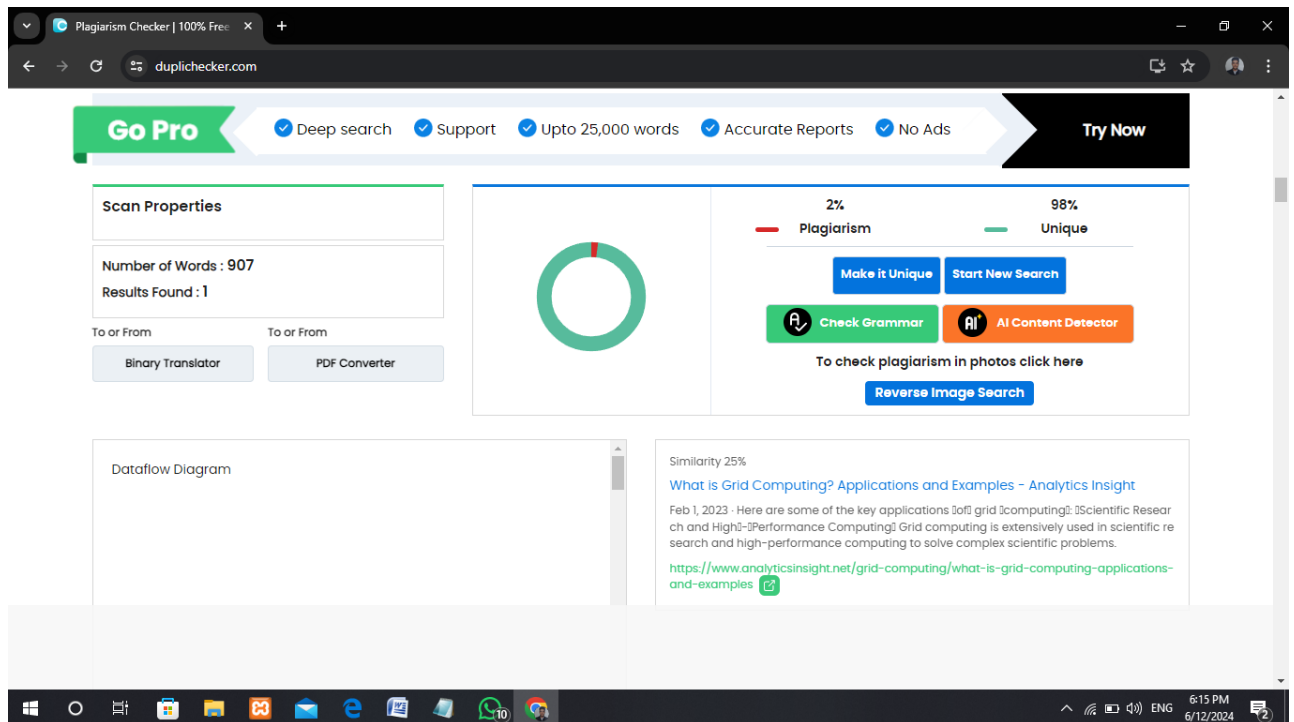 Plagiarism Checker | 100% Free
duplichecker.com
Go Pro
Deep search
Support
Upto 25,000 words
Accurate Reports
No Ads
Try Now
Scan Properties
Number of Words : 907
Results Found : 1
To or From
To or From
Binary Translator
PDF Converter
2%
98%
Plagiarism
Unique
Make it Unique
Start New Search
Check Grammar
AI Content Detector
To check plagiarism in photos click here
Reverse Image Search
Dataflow Diagram
Similarity 25%
What is Grid Computing? Applications and Examples - Analytics Insight
Feb 1, 2023 · Here are some of the key applications of grid computing: Scientific Resear
ch and High-Performance Computing Grid computing is extensively used in scientific re
search and high-performance computing to solve complex scientific problems.
https://www.analyticsinsight.net/grid-computing/what-is-grid-computing-applications-
and-examples
10
ENG
6:15 PM
6/12/2024
2